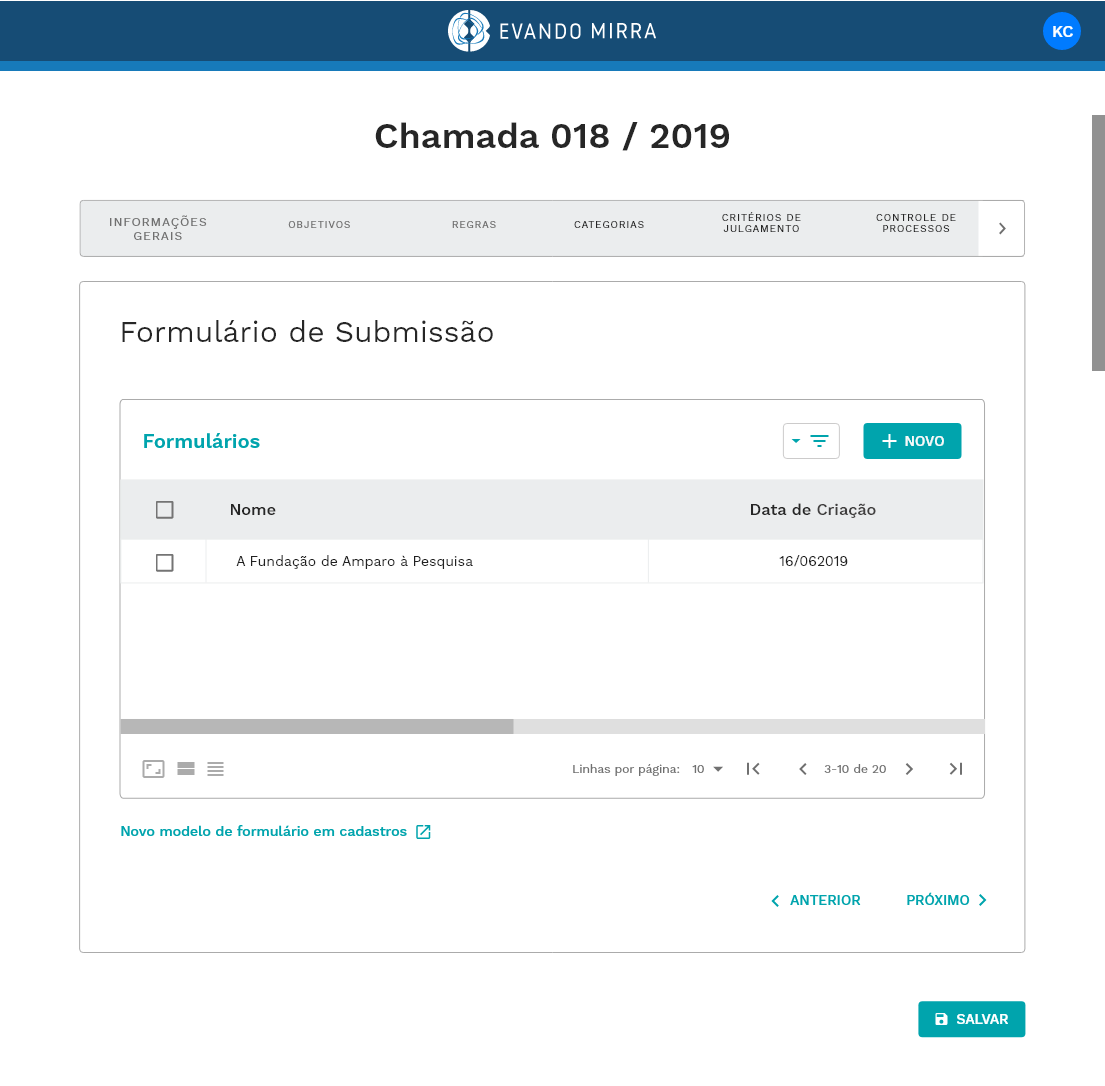 EVANDO MIRRA
KC
Chamada 018 / 2019
INFORMAÇÕES
GERAIS
OBJETIVOS
REGRAS
CATEGORIAS
CRITÉRIOS DE
JULGAMENTO
CONTROLE DE
PROCESSOS
Formulário de Submissão
Formulários
NOVO
Nome
Data de Criação
A Fundação de Amparo à Pesquisa
16/062019
Linhas por página: 10
3-10 de 20
Novo modelo de formulário em cadastros
ANTERIOR
PRÓXIMO
SALVAR